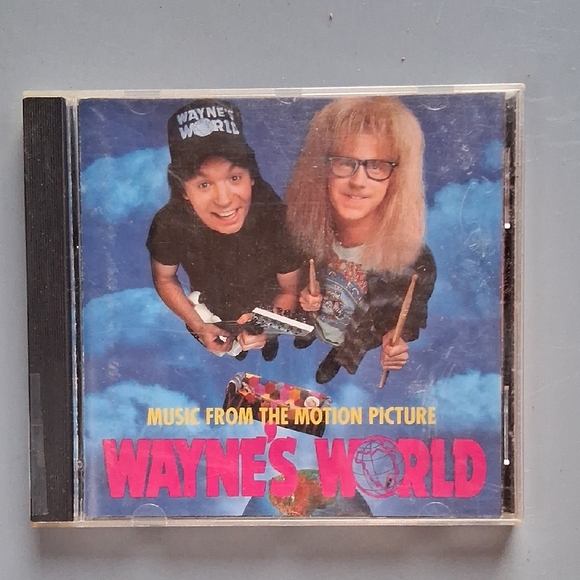 WAYNE'S
WORLD
MUSIC FROM THE MOTION PICTURE
WAYNE'S WORLD